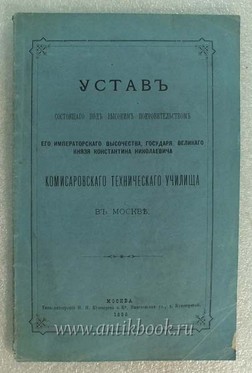 УСТАВЪ
СОСТОЯЩАГО ПОДЪ ВЫСОКИМЪ ПОКРОВИТЕЛЬСТВОМЪ
ЕГО ИМПЕРАТОРСКАГО ВЫСОЧЕСТВА, ГОСУДАРЯ, ВЕЛИКАГО
КНЯЗЯ КОНСТАНТИНА НИКОЛАЕВИЧА
КОМИСАРОВСКАГО ТЕХНИЧЕСКАГО УЧИЛИЩА
ВЪ МОСКВѢ.
МОСКВА.
www.antikbook.ru